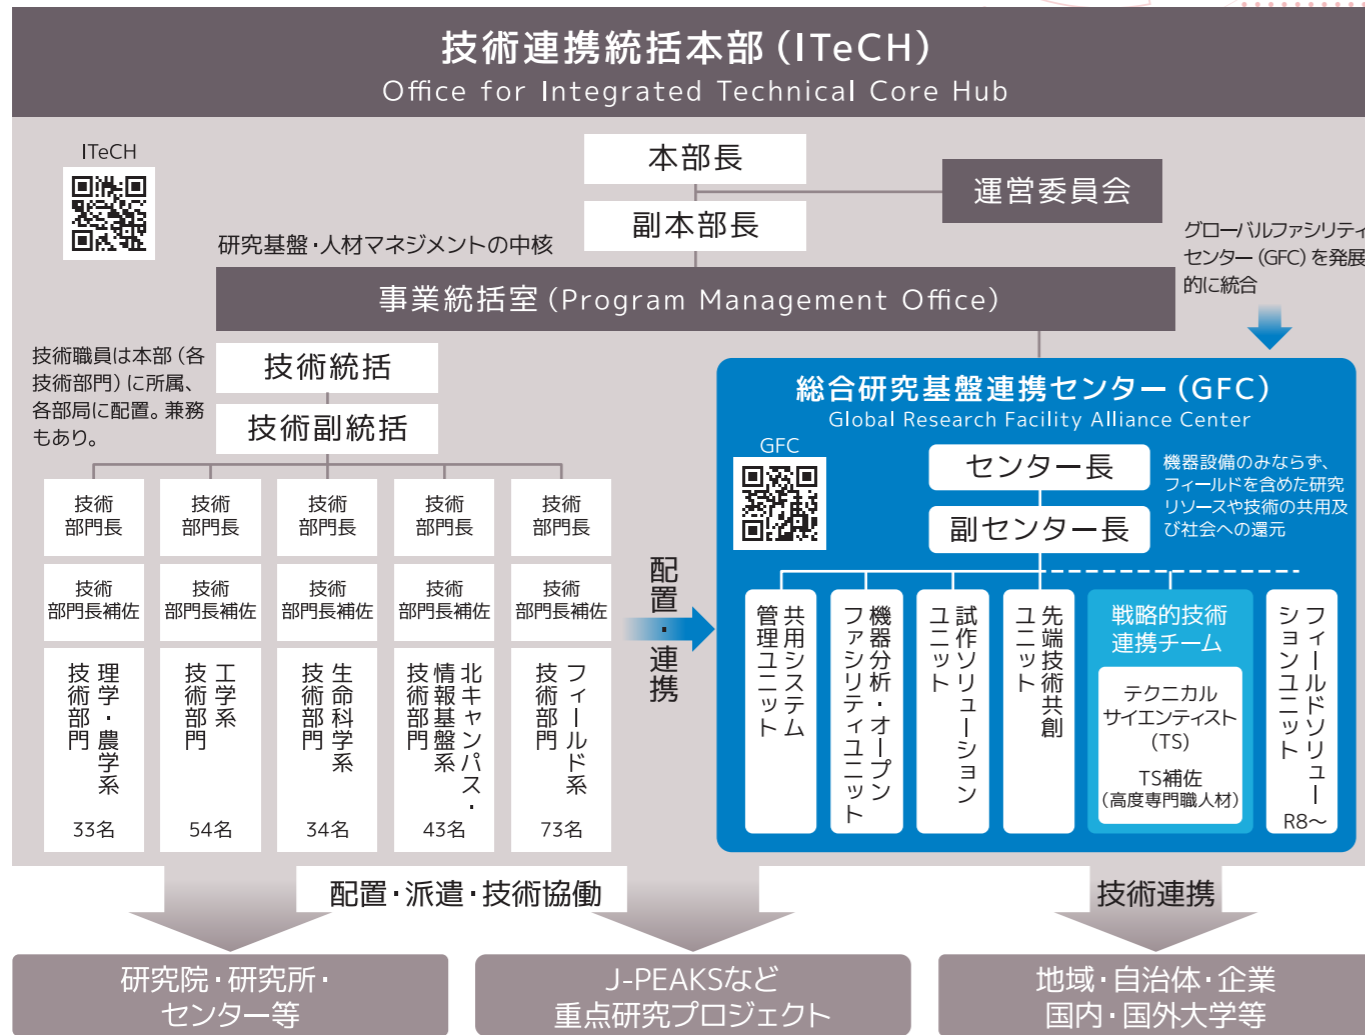 技術連携統括本部（ITeCH）
Office for Integrated Technical Core Hub
ITeCH
本部長
運営委員会
副本部長
研究基盤・人材マネジメントの中核
グローバルファシリティ
センター（GFC）を発展
的に統合
事業統括室（Program Management Office）
技術職員は本部（各
技術部門）に所属、
各部局に配置。兼務
もあり。
技術統括
技術副統括
技術
部門長
技術
部門長
技術
部門長
技術
部門長
技術
部門長
技術
部門長補佐
技術
部門長補佐
技術
部門長補佐
技術
部門長補佐
技術
部門長補佐
理学・農学系
技術部門
33名
工学系
技術部門
54名
生命科学系
技術部門
34名
北キャンパス・
情報基盤系
技術部門
43名
フィールド系
技術部門
73名
配置・連携
総合研究基盤連携センター（GFC）
Global Research Facility Alliance Center
GFC
センター長
副センター長
機器設備のみならず、
フィールドを含めた研究
リソースや技術の共用及
び社会への還元
共用システム
管理ユニット
機器分析・オープン
ファシリティユニット
試作ソリューション
ユニット
先端技術共創
ユニット
戦略的技術
連携チーム
テクニカル
サイエンティスト
（TS）
TS補佐
（高度専門職人材）
フィールドソリュー
ションユニット
R8〜
配置・派遣・技術協働
技術連携
研究院・研究所・
センター等
J-PEAKSなど
重点研究プロジェクト
地域・自治体・企業
国内・国外大学等